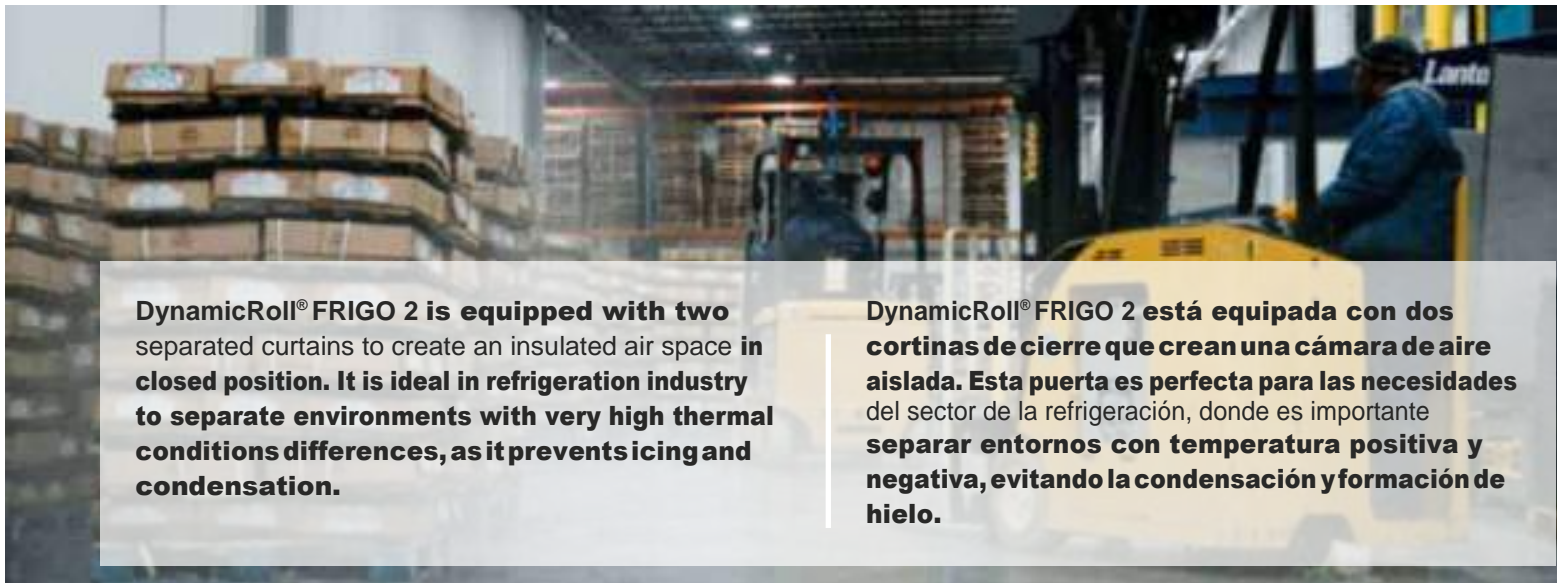 Lante
DynamicRoll® FRIGO 2 is equipped with two
separated curtains to create an insulated air space in
closed position. It is ideal in refrigeration industry
to separate environments with very high thermal
conditions differences, as it prevents icing and
condensation.
DynamicRoll® FRIGO 2 está equipada con dos
cortinas de cierre que crean una cámara de aire
aislada. Esta puerta es perfecta para las necesidades
del sector de la refrigeración, donde es importante
separar entornos con temperatura positiva y
negativa, evitando la condensación y formación de
hielo.